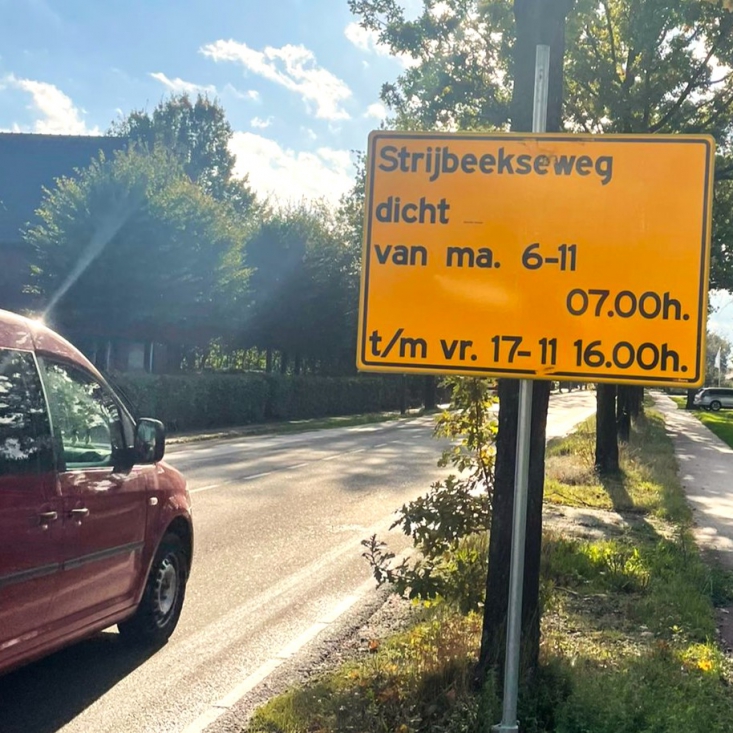 Strijbeekseweg
dicht
van ma. 6-11
07.00h.
t/m vr. 17-11 16.00h.